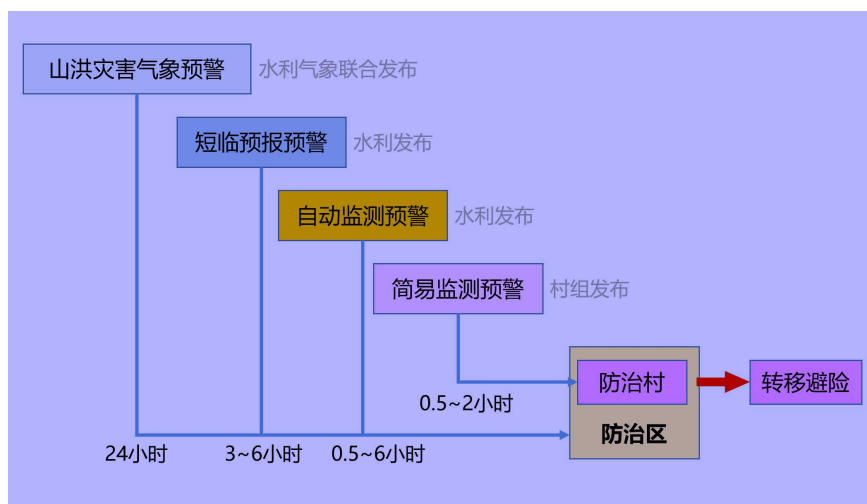 山洪灾害气象预警 水利气象联合发布
短临预报预警 水利发布
自动监测预警 水利发布
简易监测预警 村组发布
防治村 转移避险
0.5~2小时
防治区
24小时 3~6小时 0.5~6小时